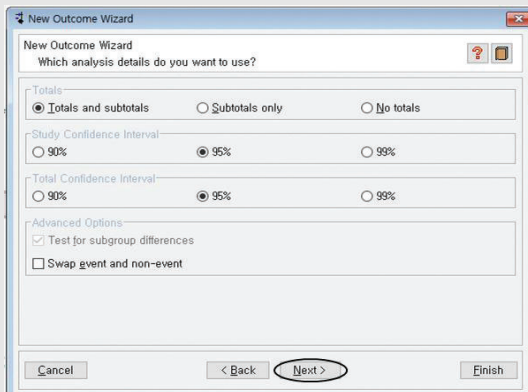 New Outcome Wizard
New Outcome Wizard
Which analysis details do you want to use?
Totals
Totals and subtotals Subtotals only No totals
Study Confidence Interval
90% 95% 99%
Total Confidence Interval
90% 95% 99%
Advanced Options
Test for subgroup differences
Swap event and non-event
Cancel < Back Next > Finish